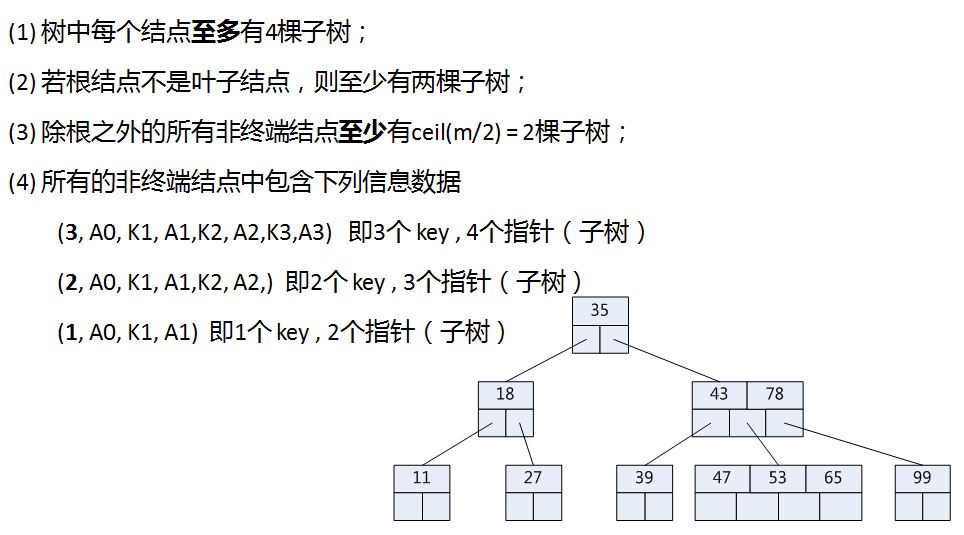 (1) 树中每个结点至多有4棵子树；
(2) 若根结点不是叶子结点，则至少有两棵子树；
(3) 除根之外的所有非终端结点至少有ceil(m/2) = 2棵子树；
(4) 所有的非终端结点中包含下列信息数据
(3, A0, K1, A1,K2, A2,K3,A3) 即3个 key , 4个指针（子树）
(2, A0, K1, A1,K2, A2,) 即2个 key , 3个指针（子树）
(1, A0, K1, A1) 即1个 key , 2个指针（子树）
35
18 43 78
11 27 39 47 53 65 99